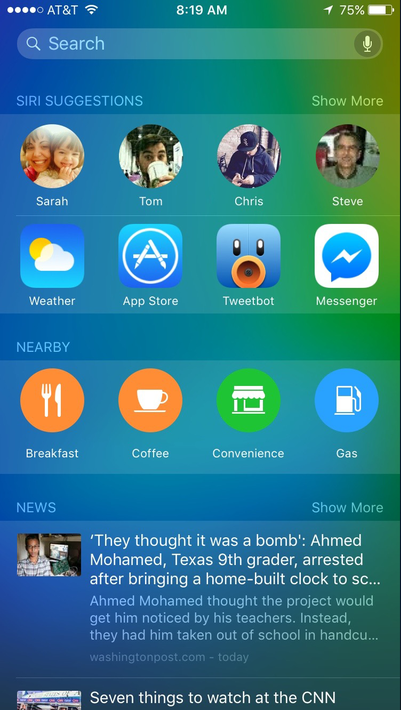 AT&T 8:19 AM 75%
Search
SIRI SUGGESTIONS Show More
Sarah Tom Chris Steve
Weather App Store Tweetbot Messenger
NEARBY
Breakfast Coffee Convenience Gas
NEWS Show More
‘They thought it was a bomb': Ahmed
Mohamed, Texas 9th grader, arrested
after bringing a home-built clock to sc...
Ahmed Mohamed thought the project would
get him noticed by his teachers. Instead,
they had him taken out of school in handcu...
washingtonpost.com - today
Seven things to watch at the CNN